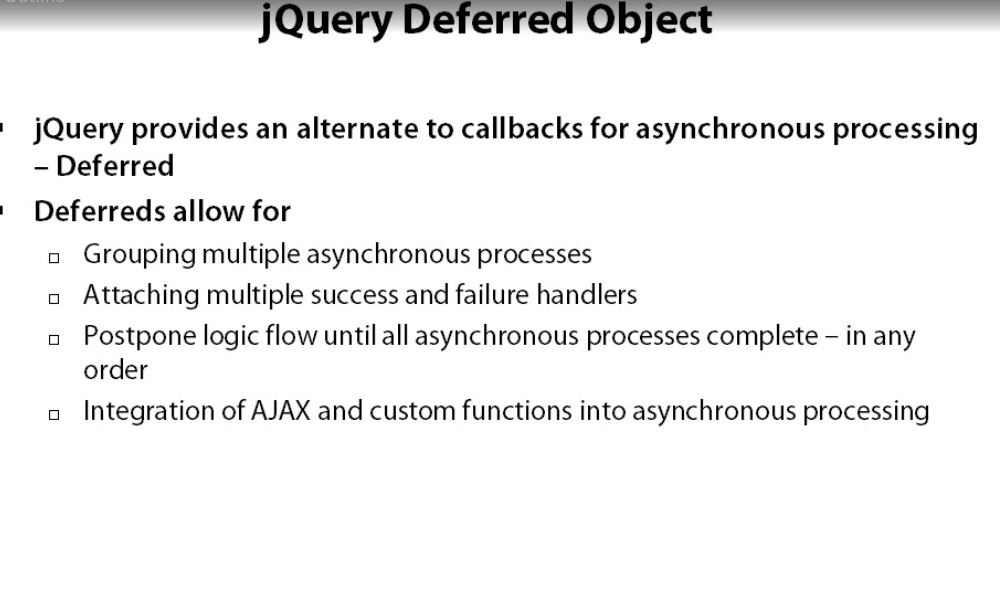 jQuery Deferred Object
▪ jQuery provides an alternate to callbacks for asynchronous processing
– Deferred
▪ Deferreds allow for
□ Grouping multiple asynchronous processes
□ Attaching multiple success and failure handlers
□ Postpone logic flow until all asynchronous processes complete – in any
order
□ Integration of AJAX and custom functions into asynchronous processing